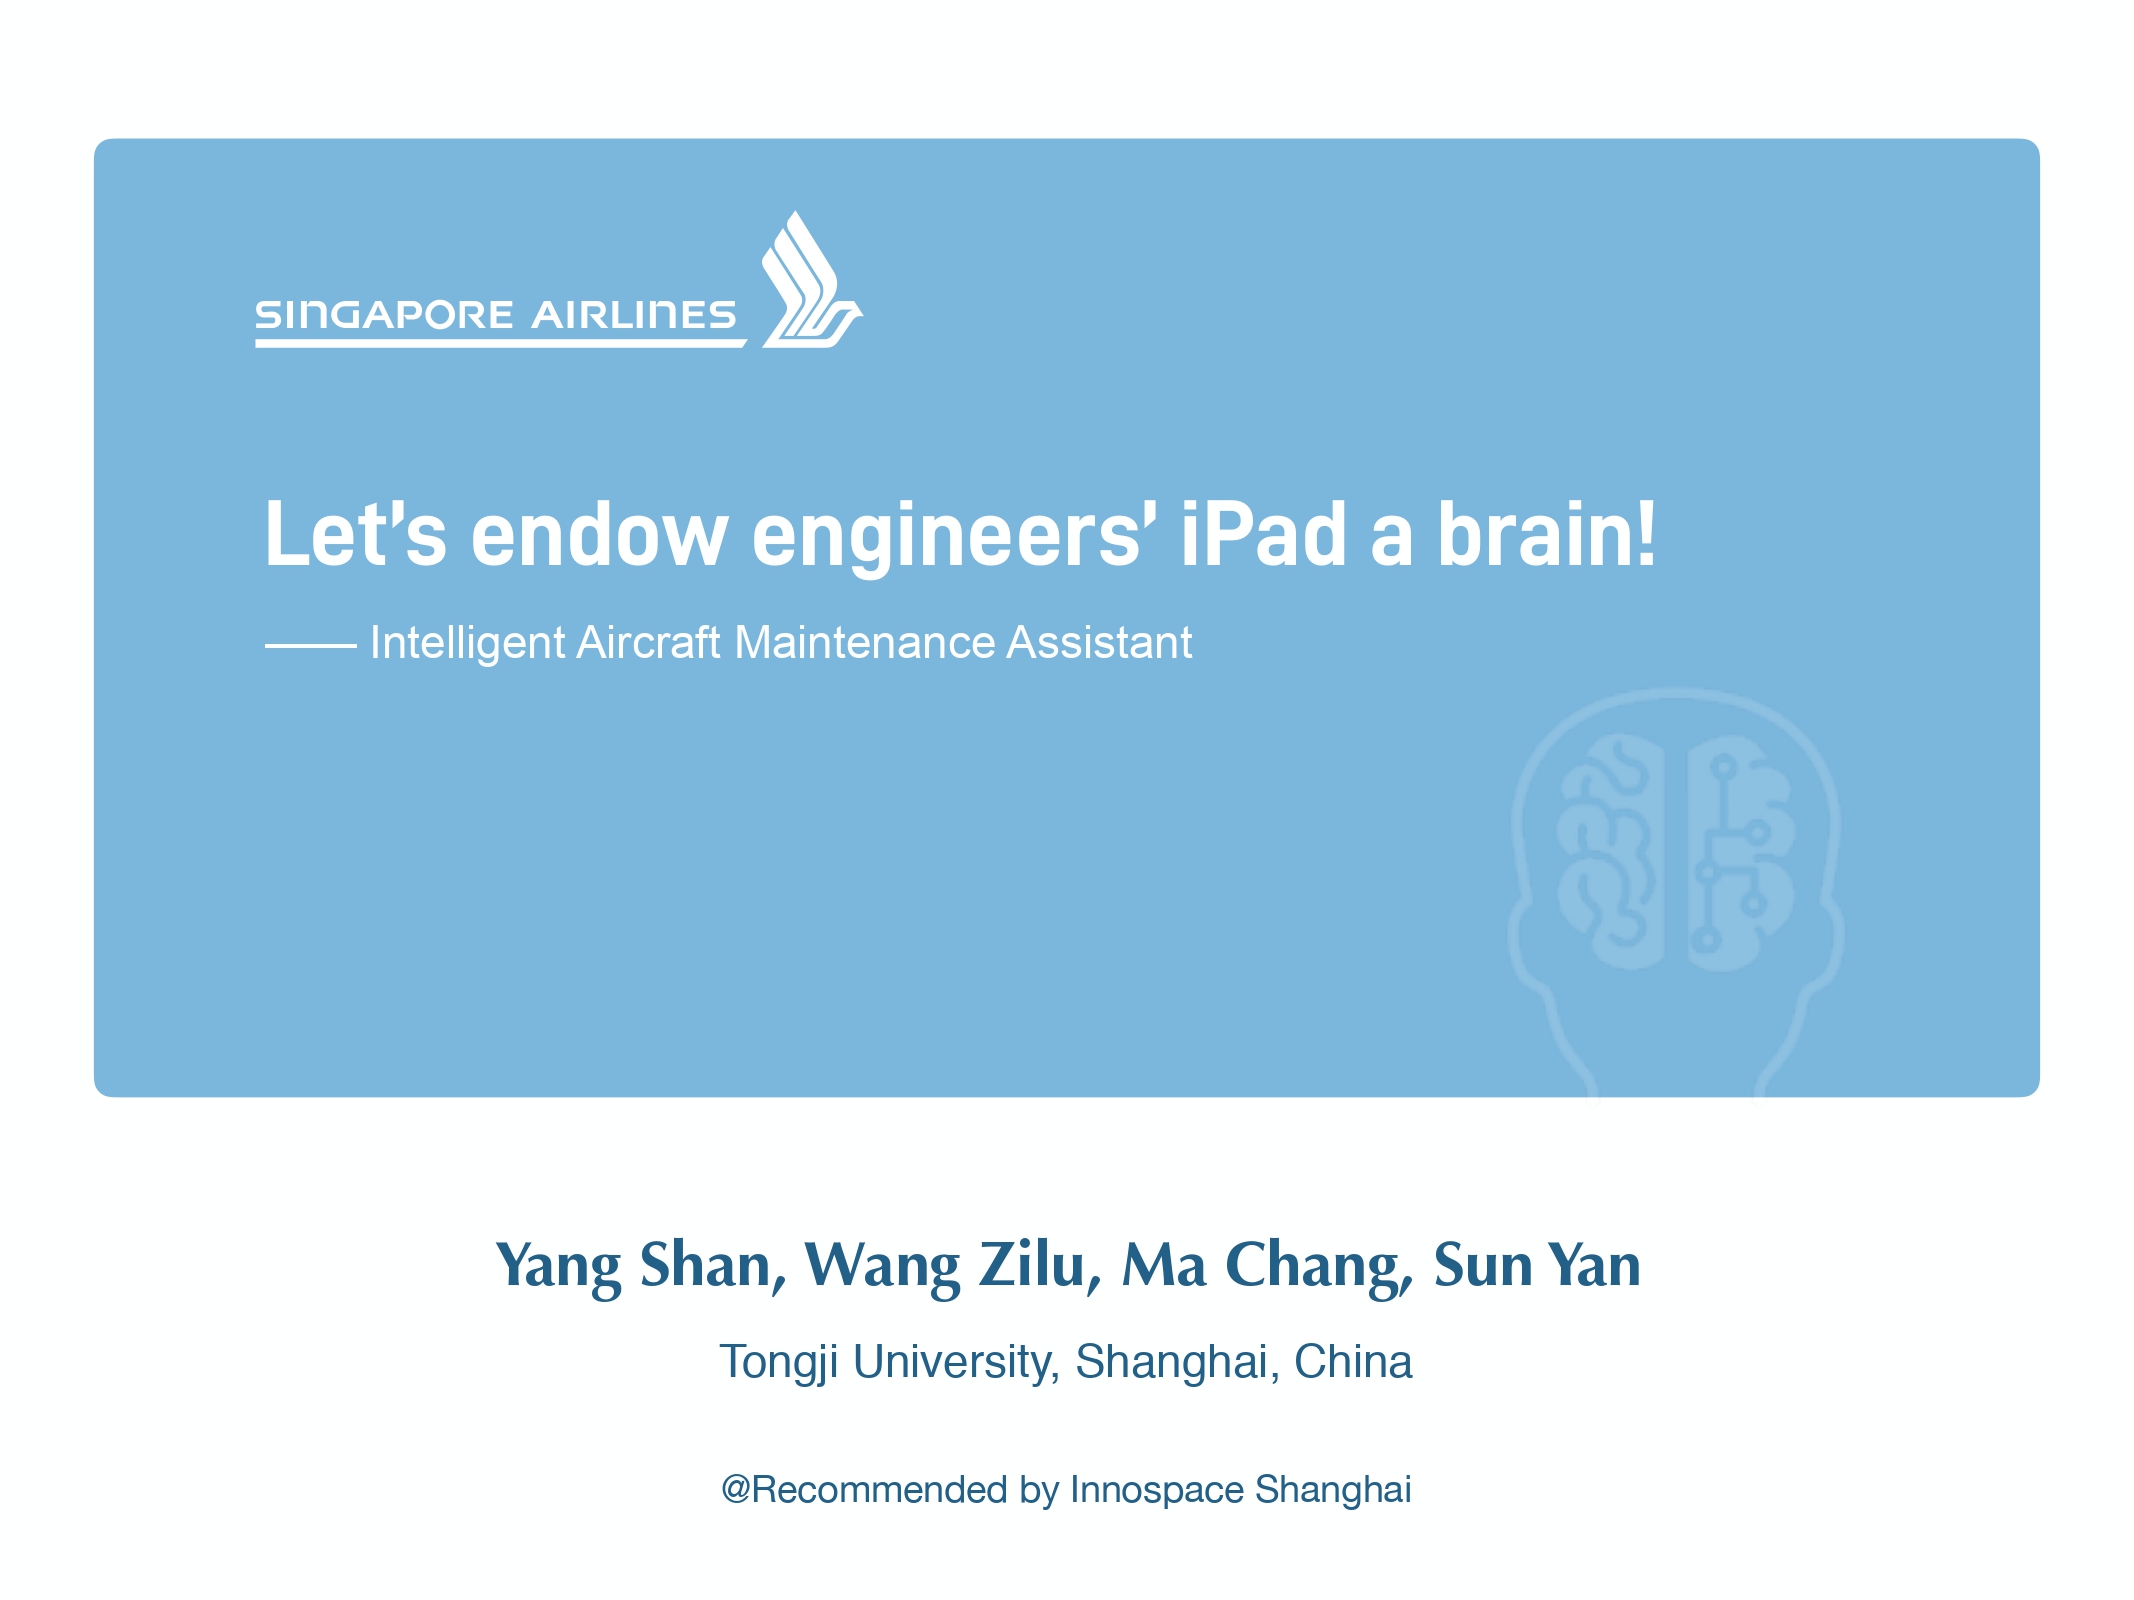 SINGAPORE AIRLINES
Let’s endow engineers’ iPad a brain!
—— Intelligent Aircraft Maintenance Assistant
Yang Shan, Wang Zilu, Ma Chang, Sun Yan
Tongji University, Shanghai, China
@Recommended by Innospace Shanghai